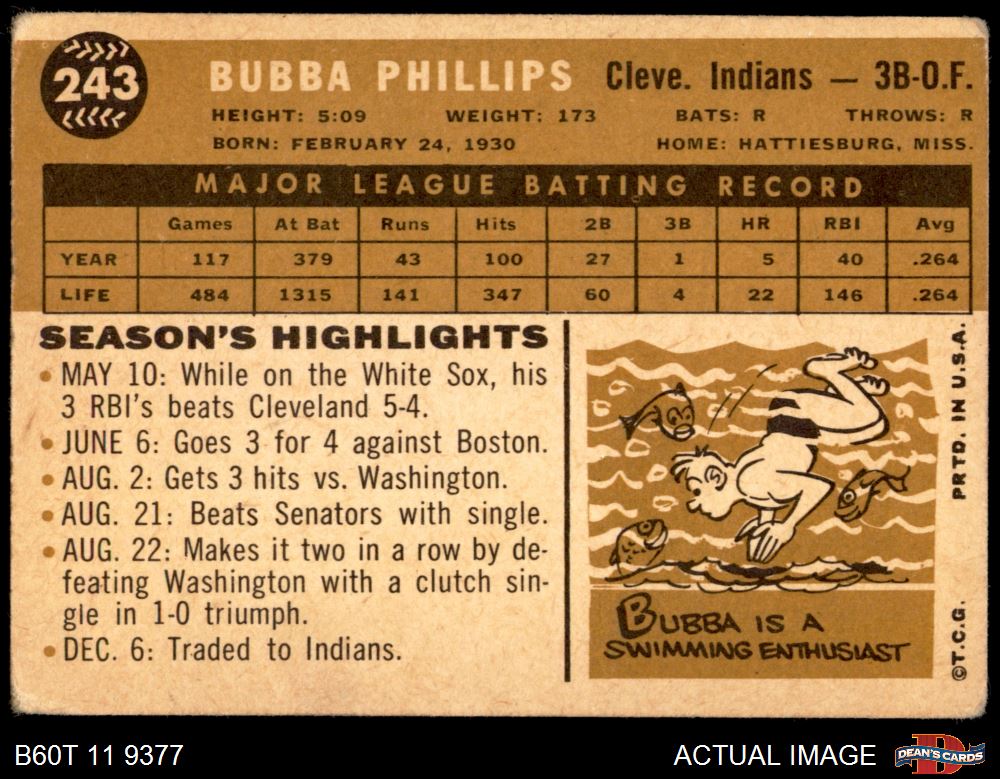 243
BUBBA PHILLIPS Cleve. Indians — 3B-O.F.
HEIGHT: 5:09 WEIGHT: 173 BATS: R THROWS: R
BORN: FEBRUARY 24, 1930 HOME: HATTIESBURG, MISS.
MAJOR LEAGUE BATTING RECORD
Games At Bat Runs Hits 2B 3B HR RBI Avg
YEAR 117 379 43 100 27 1 5 40 .264
LIFE 484 1315 141 347 60 4 22 146 .264
SEASON'S HIGHLIGHTS
• MAY 10: While on the White Sox, his
3 RBI's beats Cleveland 5-4.
• JUNE 6: Goes 3 for 4 against Boston.
• AUG. 2: Gets 3 hits vs. Washington.
• AUG. 21: Beats Senators with single.
• AUG. 22: Makes it two in a row by de-
feating Washington with a clutch sin-
gle in 1-0 triumph.
• DEC. 6: Traded to Indians.
BUBBA IS A
SWIMMING ENTHUSIAST
©T.C.G. PRTD. IN U.S.A.
B60T 11 9377
ACTUAL IMAGE
D
DEAN'S CARDS
.COM